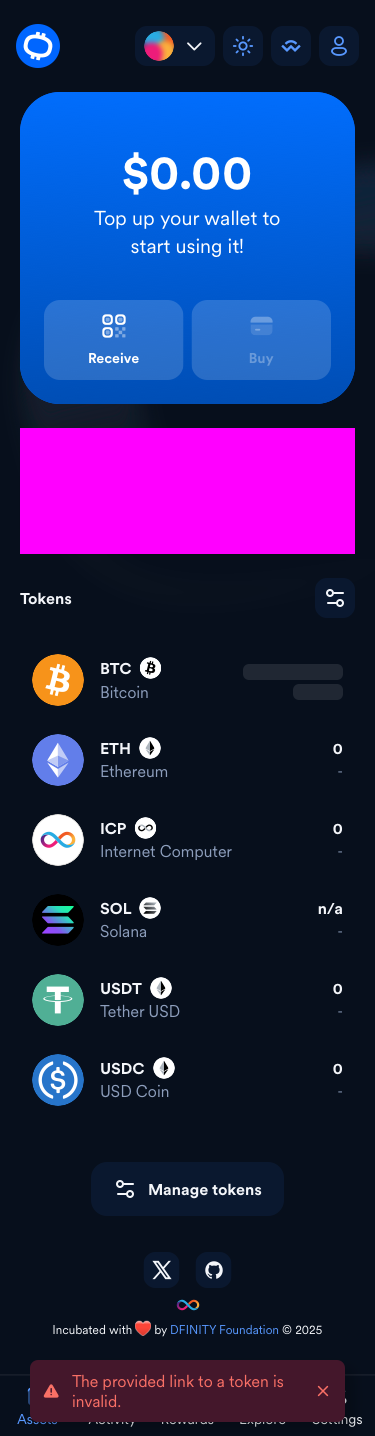 $0.00
Top up your wallet to
start using it!
Receive
Buy
Tokens
BTC
Bitcoin
ETH
0
Ethereum
-
ICP
0
Internet Computer
-
SOL
n/a
Solana
-
USDT
0
Tether USD
-
USDC
0
USD Coin
-
Manage tokens
Incubated with ❤️ by DFINITY Foundation © 2025
The provided link to a token is
invalid.
Assets Activity Rewards Explore Settings